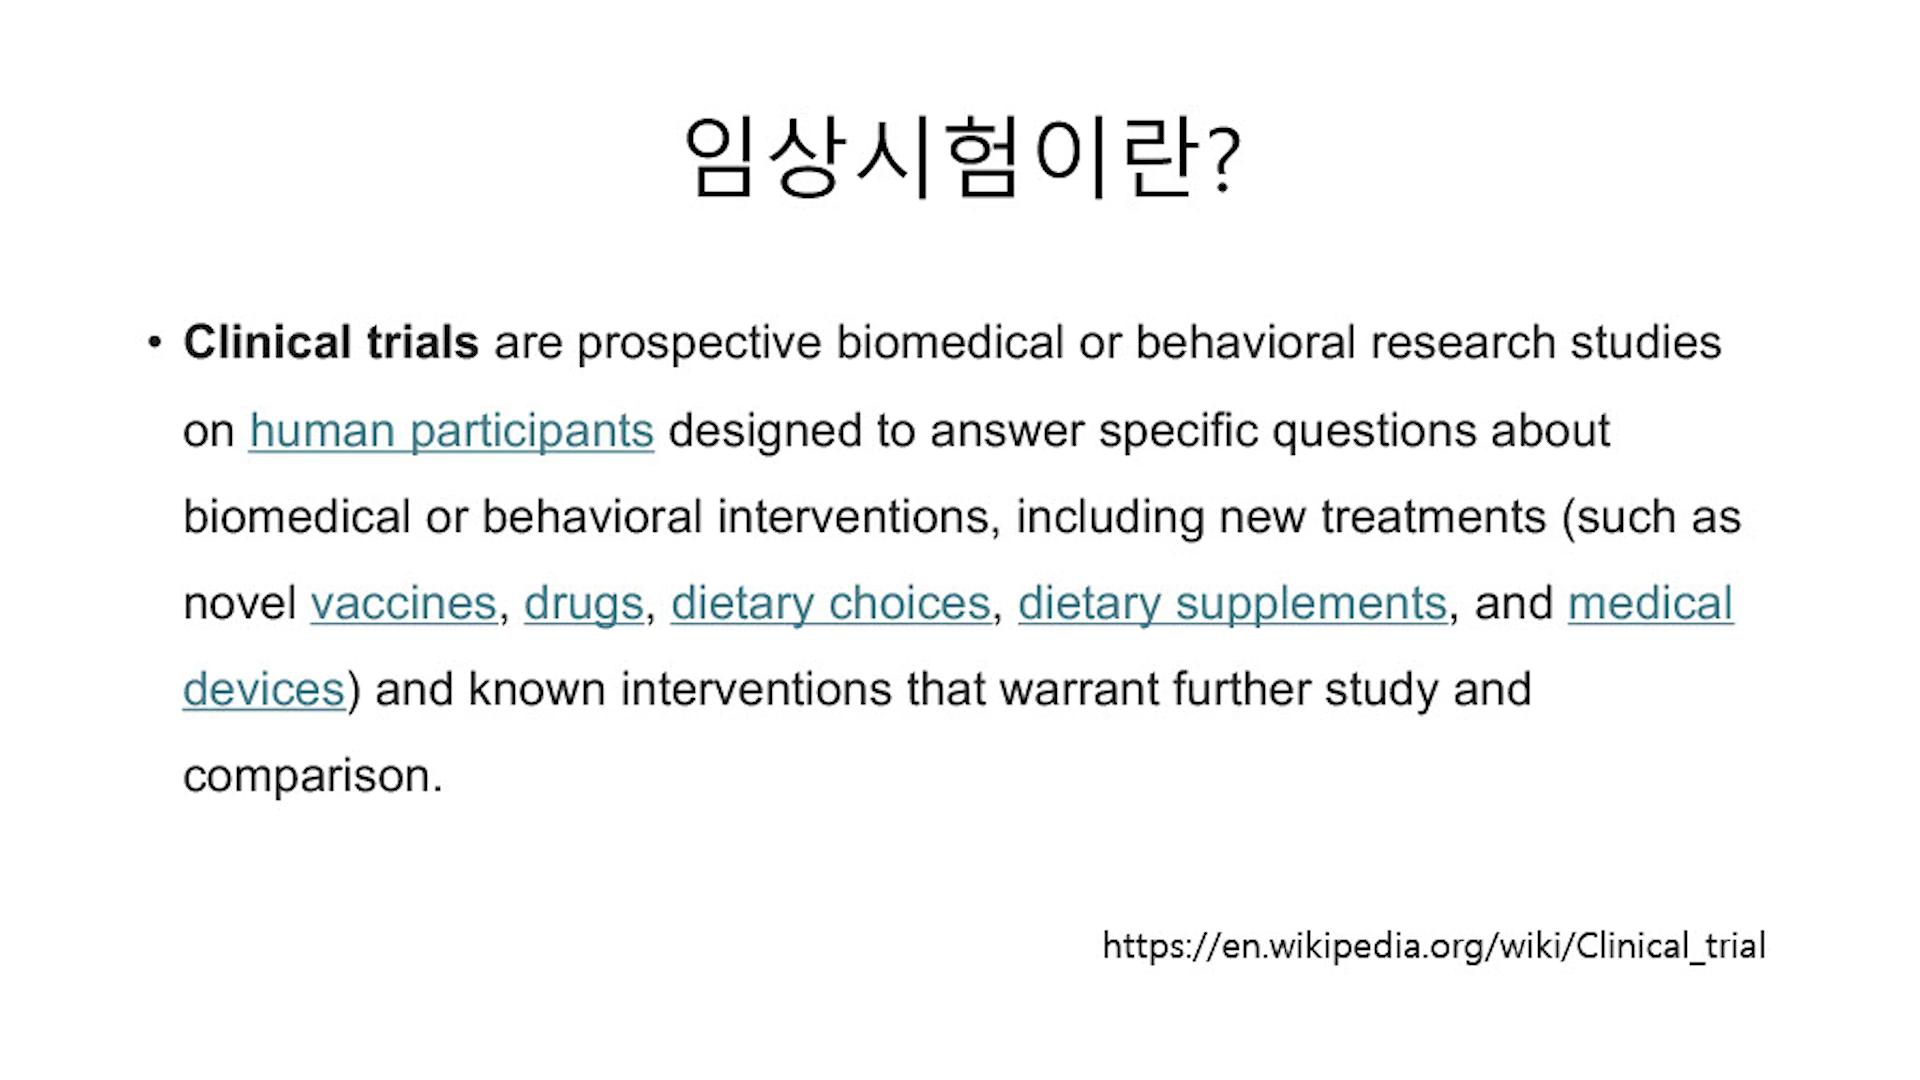 임상시험이란?
• Clinical trials are prospective biomedical or behavioral research studies
on human participants designed to answer specific questions about
biomedical or behavioral interventions, including new treatments (such as
novel vaccines, drugs, dietary choices, dietary supplements, and medical
devices) and known interventions that warrant further study and
comparison.
https://en.wikipedia.org/wiki/Clinical_trial